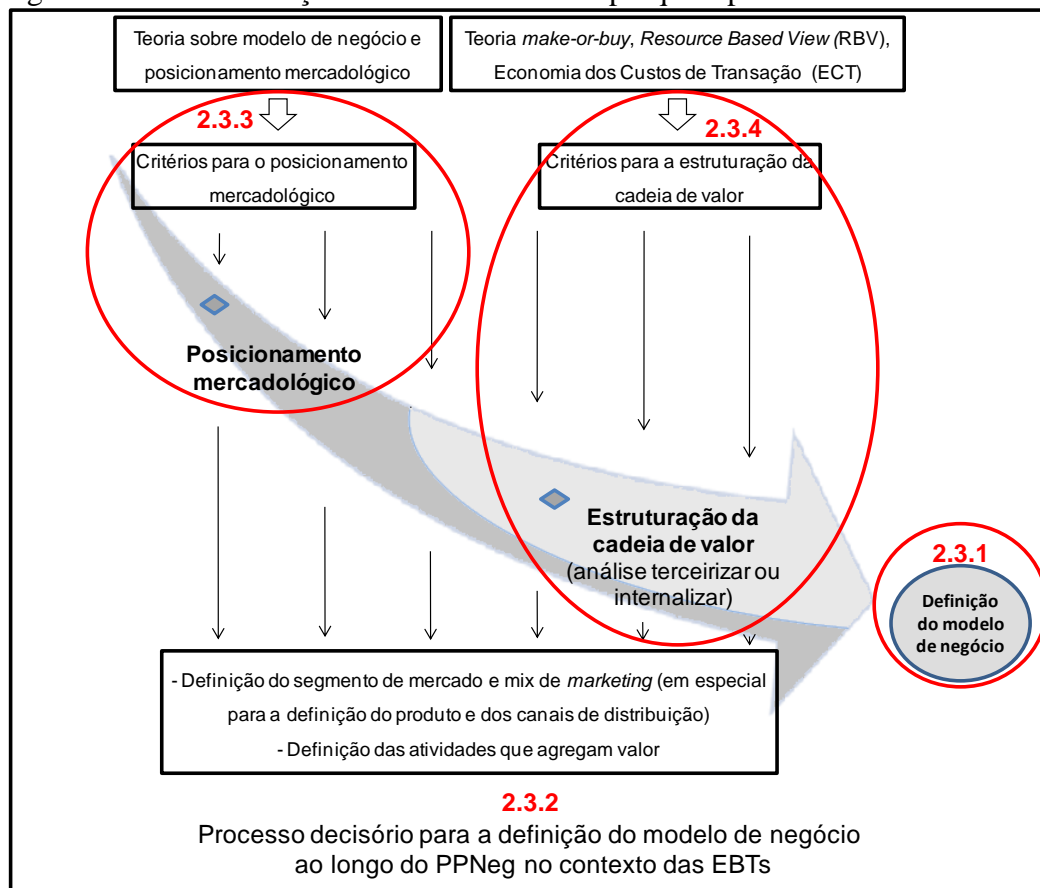 Teoria sobre modelo de negócio e
posicionamento mercadológico
Teoria make-or-buy, Resource Based View (RBV),
Economia dos Custos de Transação (ECT)
2.3.3
2.3.4
Critérios para o posicionamento
mercadológico
Critérios para a estruturação da
cadeia de valor
Posicionamento
mercadológico
Estruturação da
cadeia de valor
(análise terceirizar ou
internalizar)
2.3.1
Definição
do modelo
de negócio
- Definição do segmento de mercado e mix de marketing (em especial
para a definição do produto e dos canais de distribuição)
- Definição das atividades que agregam valor
2.3.2
Processo decisório para a definição do modelo de negócio
ao longo do PPNeg no contexto das EBTs